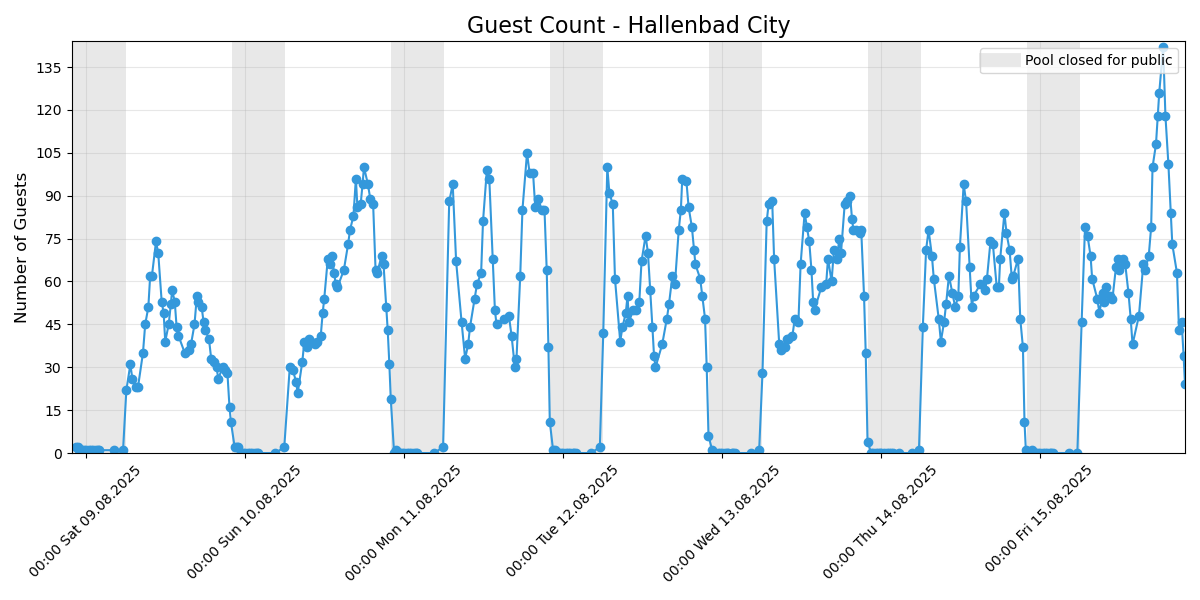 Guest Count - Hallenbad City
Pool closed for public
Number of Guests
135
120
105
90
75
60
45
30
15
0
00:00 Sat 09.08.2025
00:00 Sun 10.08.2025
00:00 Mon 11.08.2025
00:00 Tue 12.08.2025
00:00 Wed 13.08.2025
00:00 Thu 14.08.2025
00:00 Fri 15.08.2025